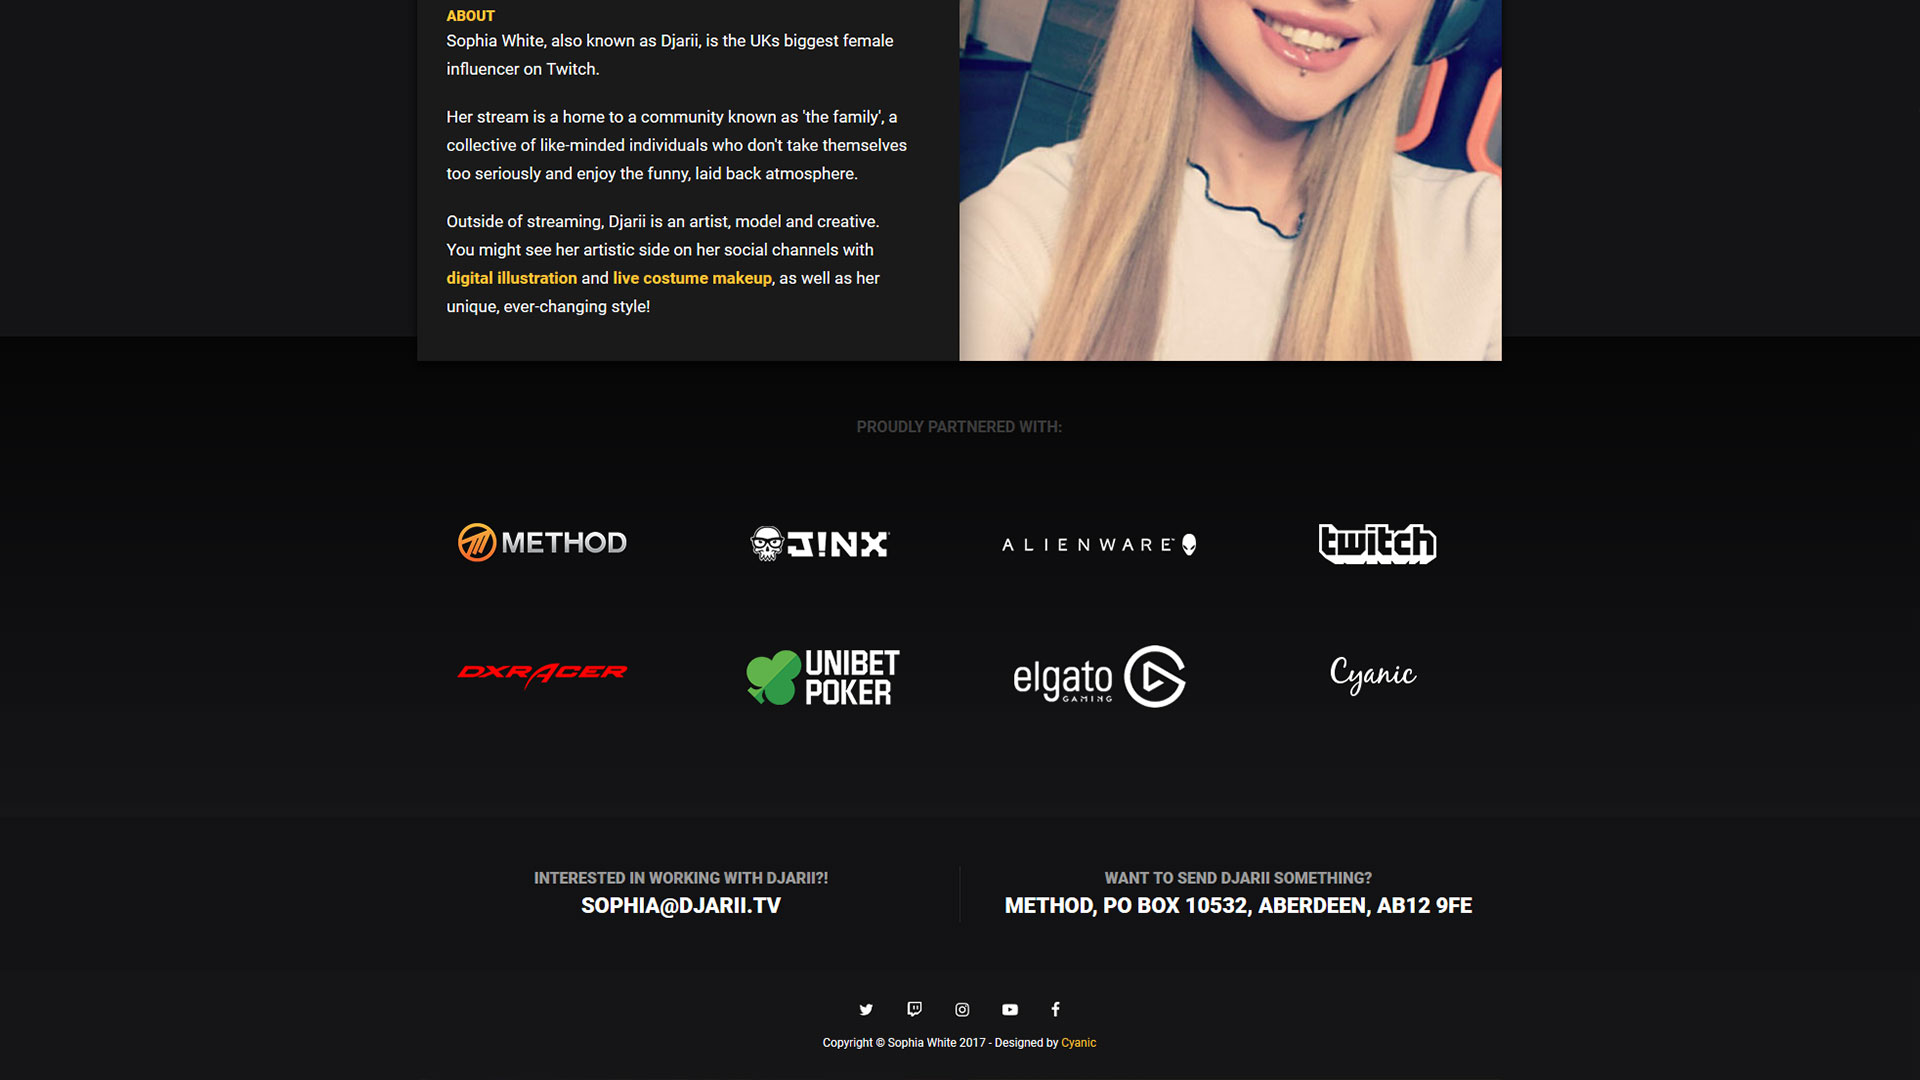 ABOUT
Sophia White, also known as Djarii, is the UKs biggest female
influencer on Twitch.
Her stream is a home to a community known as 'the family', a
collective of like-minded individuals who don't take themselves
too seriously and enjoy the funny, laid back atmosphere.
Outside of streaming, Djarii is an artist, model and creative.
You might see her artistic side on her social channels with
digital illustration and live costume makeup, as well as her
unique, ever-changing style!
PROUDLY PARTNERED WITH:
METHOD
J!NX
ALIENWARE
twitch
DXRACER
UNIBET
POKER
elgato
GAMING
Cyanic
INTERESTED IN WORKING WITH DJARII?!
SOPHIA@DJARII.TV
WANT TO SEND DJARII SOMETHING?
METHOD, PO BOX 10532, ABERDEEN, AB12 9FE
Copyright © Sophia White 2017 - Designed by Cyanic